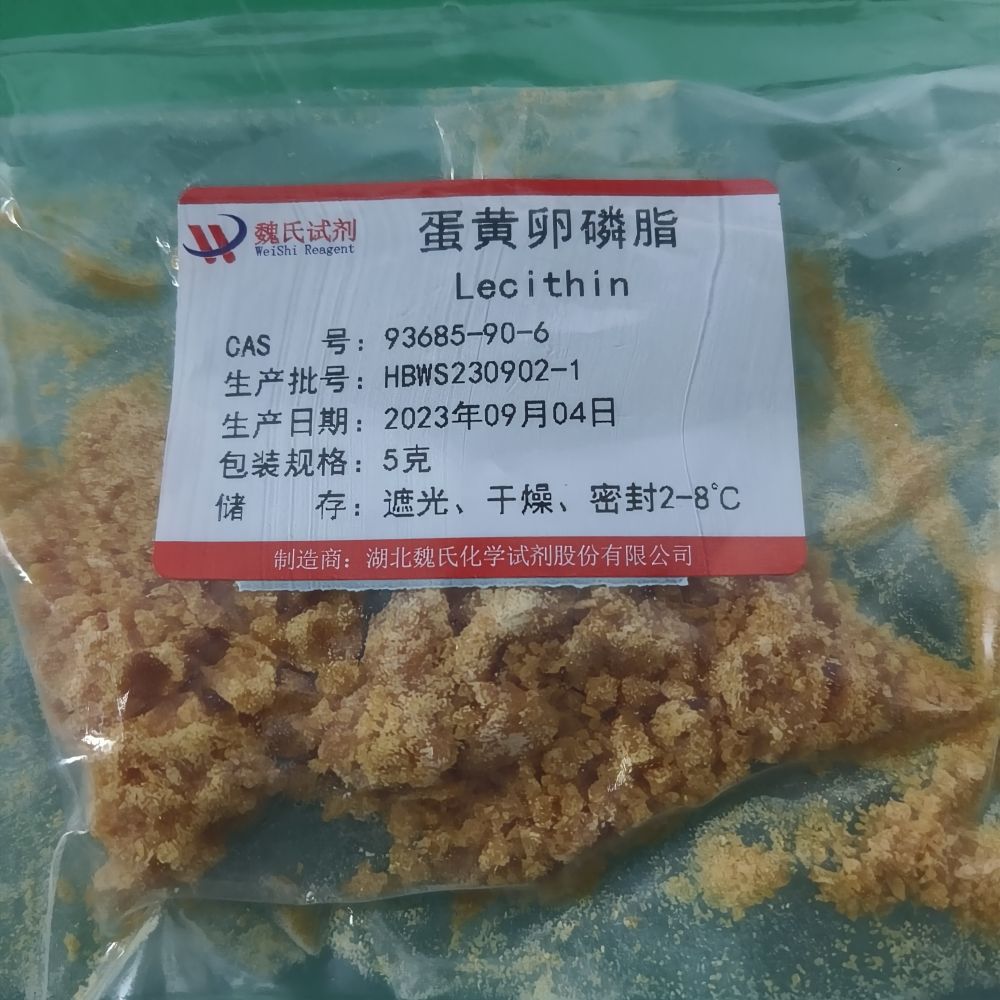 魏氏试剂
WeiShi Reagent
蛋黄卵磷脂
Lecithin
CAS 号：93685-90-6
生产批号：HBWS230902-1
生产日期：2023年09月04日
包装规格：5克
储 存：遮光、干燥、密封2-8℃
制造商：湖北魏氏化学试剂股份有限公司